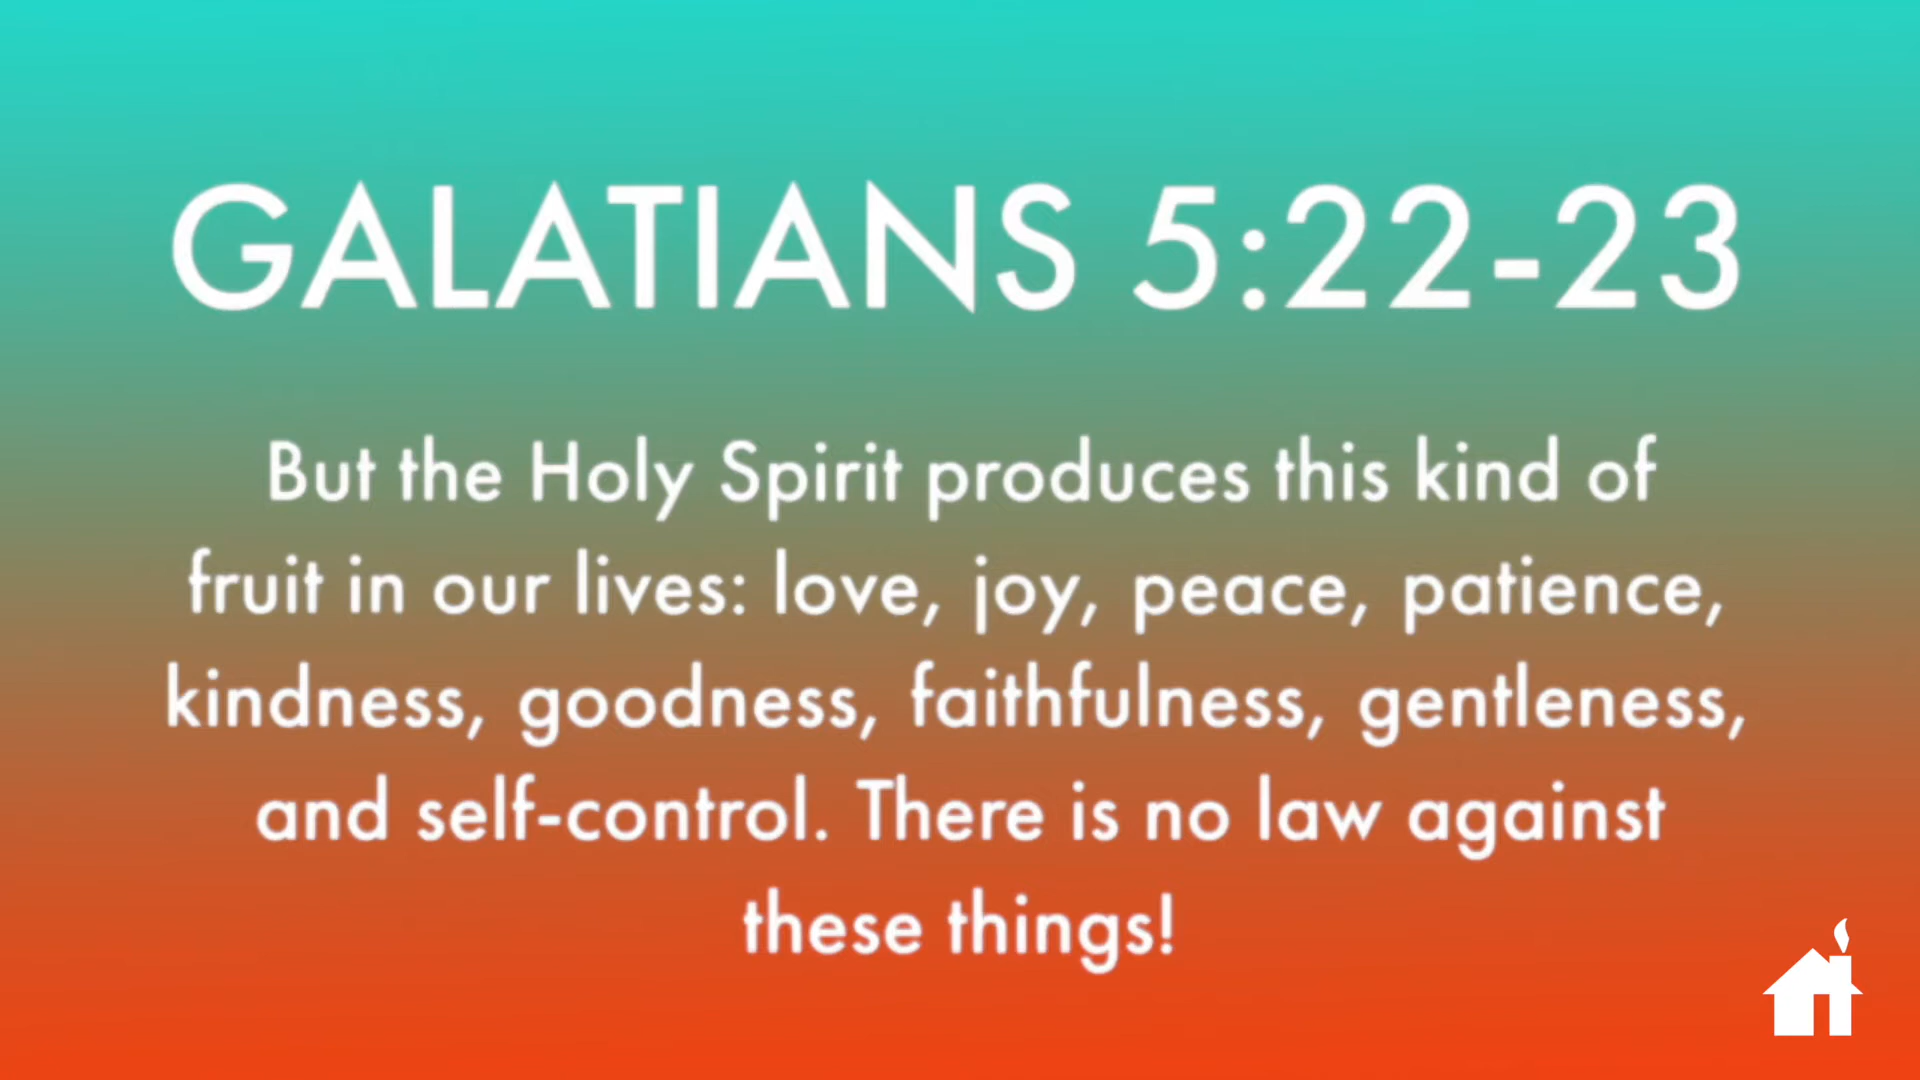 GALATIANS 5:22-23
But the Holy Spirit produces this kind of
fruit in our lives: love, joy, peace, patience,
kindness, goodness, faithfulness, gentleness,
and self-control. There is no law against
these things!